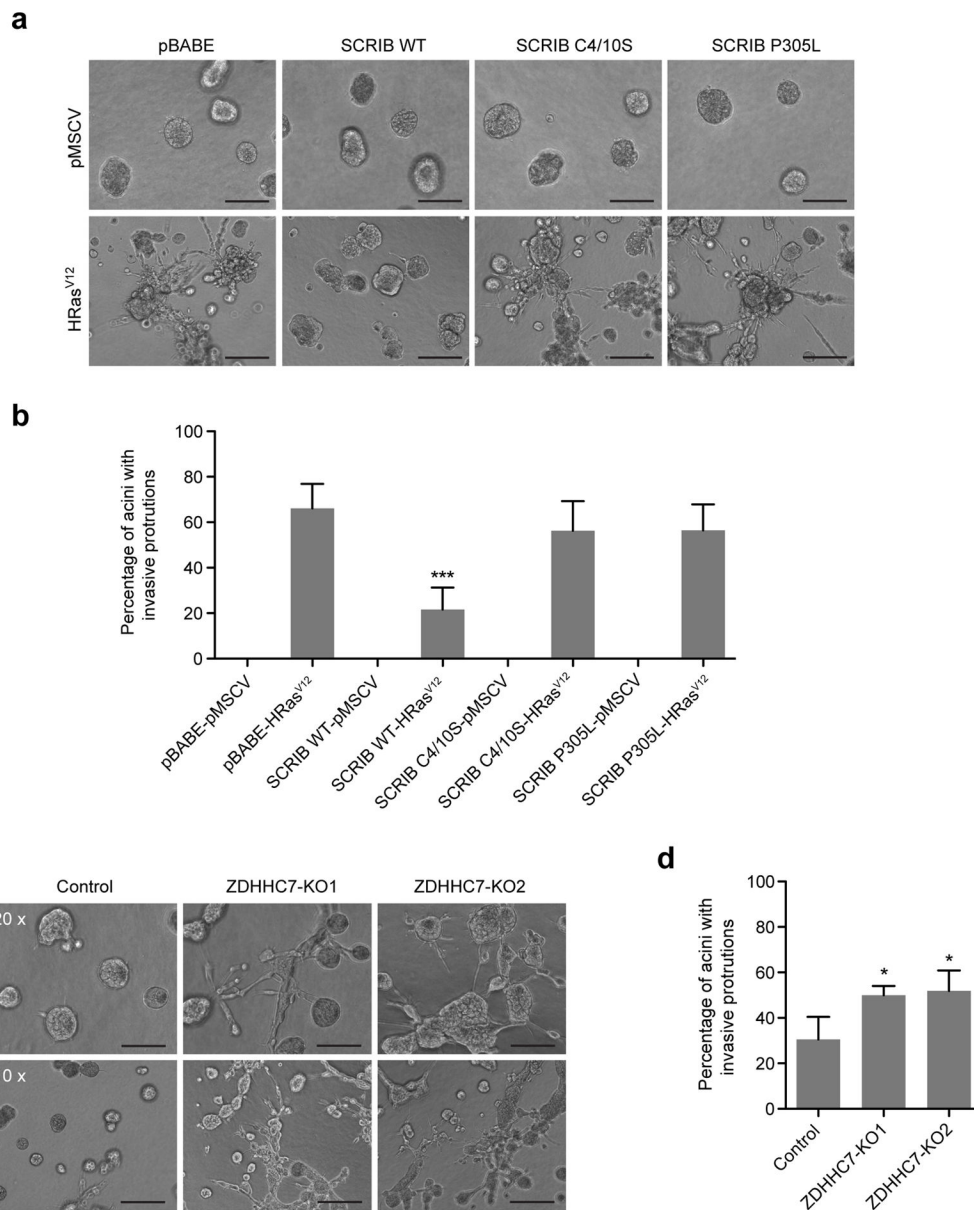 a
pBABE
SCRIB WT
SCRIB C4/10S
SCRIB P305L
pMSCV
HRasV12
b
Percentage of acini with
invasive protrutions
100
80
60
40
20
0
***
pBABE-pMSCV
pBABE-HRasV12
SCRIB WT-pMSCV
SCRIB WT-HRasV12
SCRIB C4/10S-pMSCV
SCRIB C4/10S-HRasV12
SCRIB P305L-pMSCV
SCRIB P305L-HRasV12
Control
ZDHHC7-KO1
ZDHHC7-KO2
0 x
d
Percentage of acini with
invasive protrutions
100
80
60
40
20
0
*
*
Control
ZDHHC7-KO1
ZDHHC7-KO2